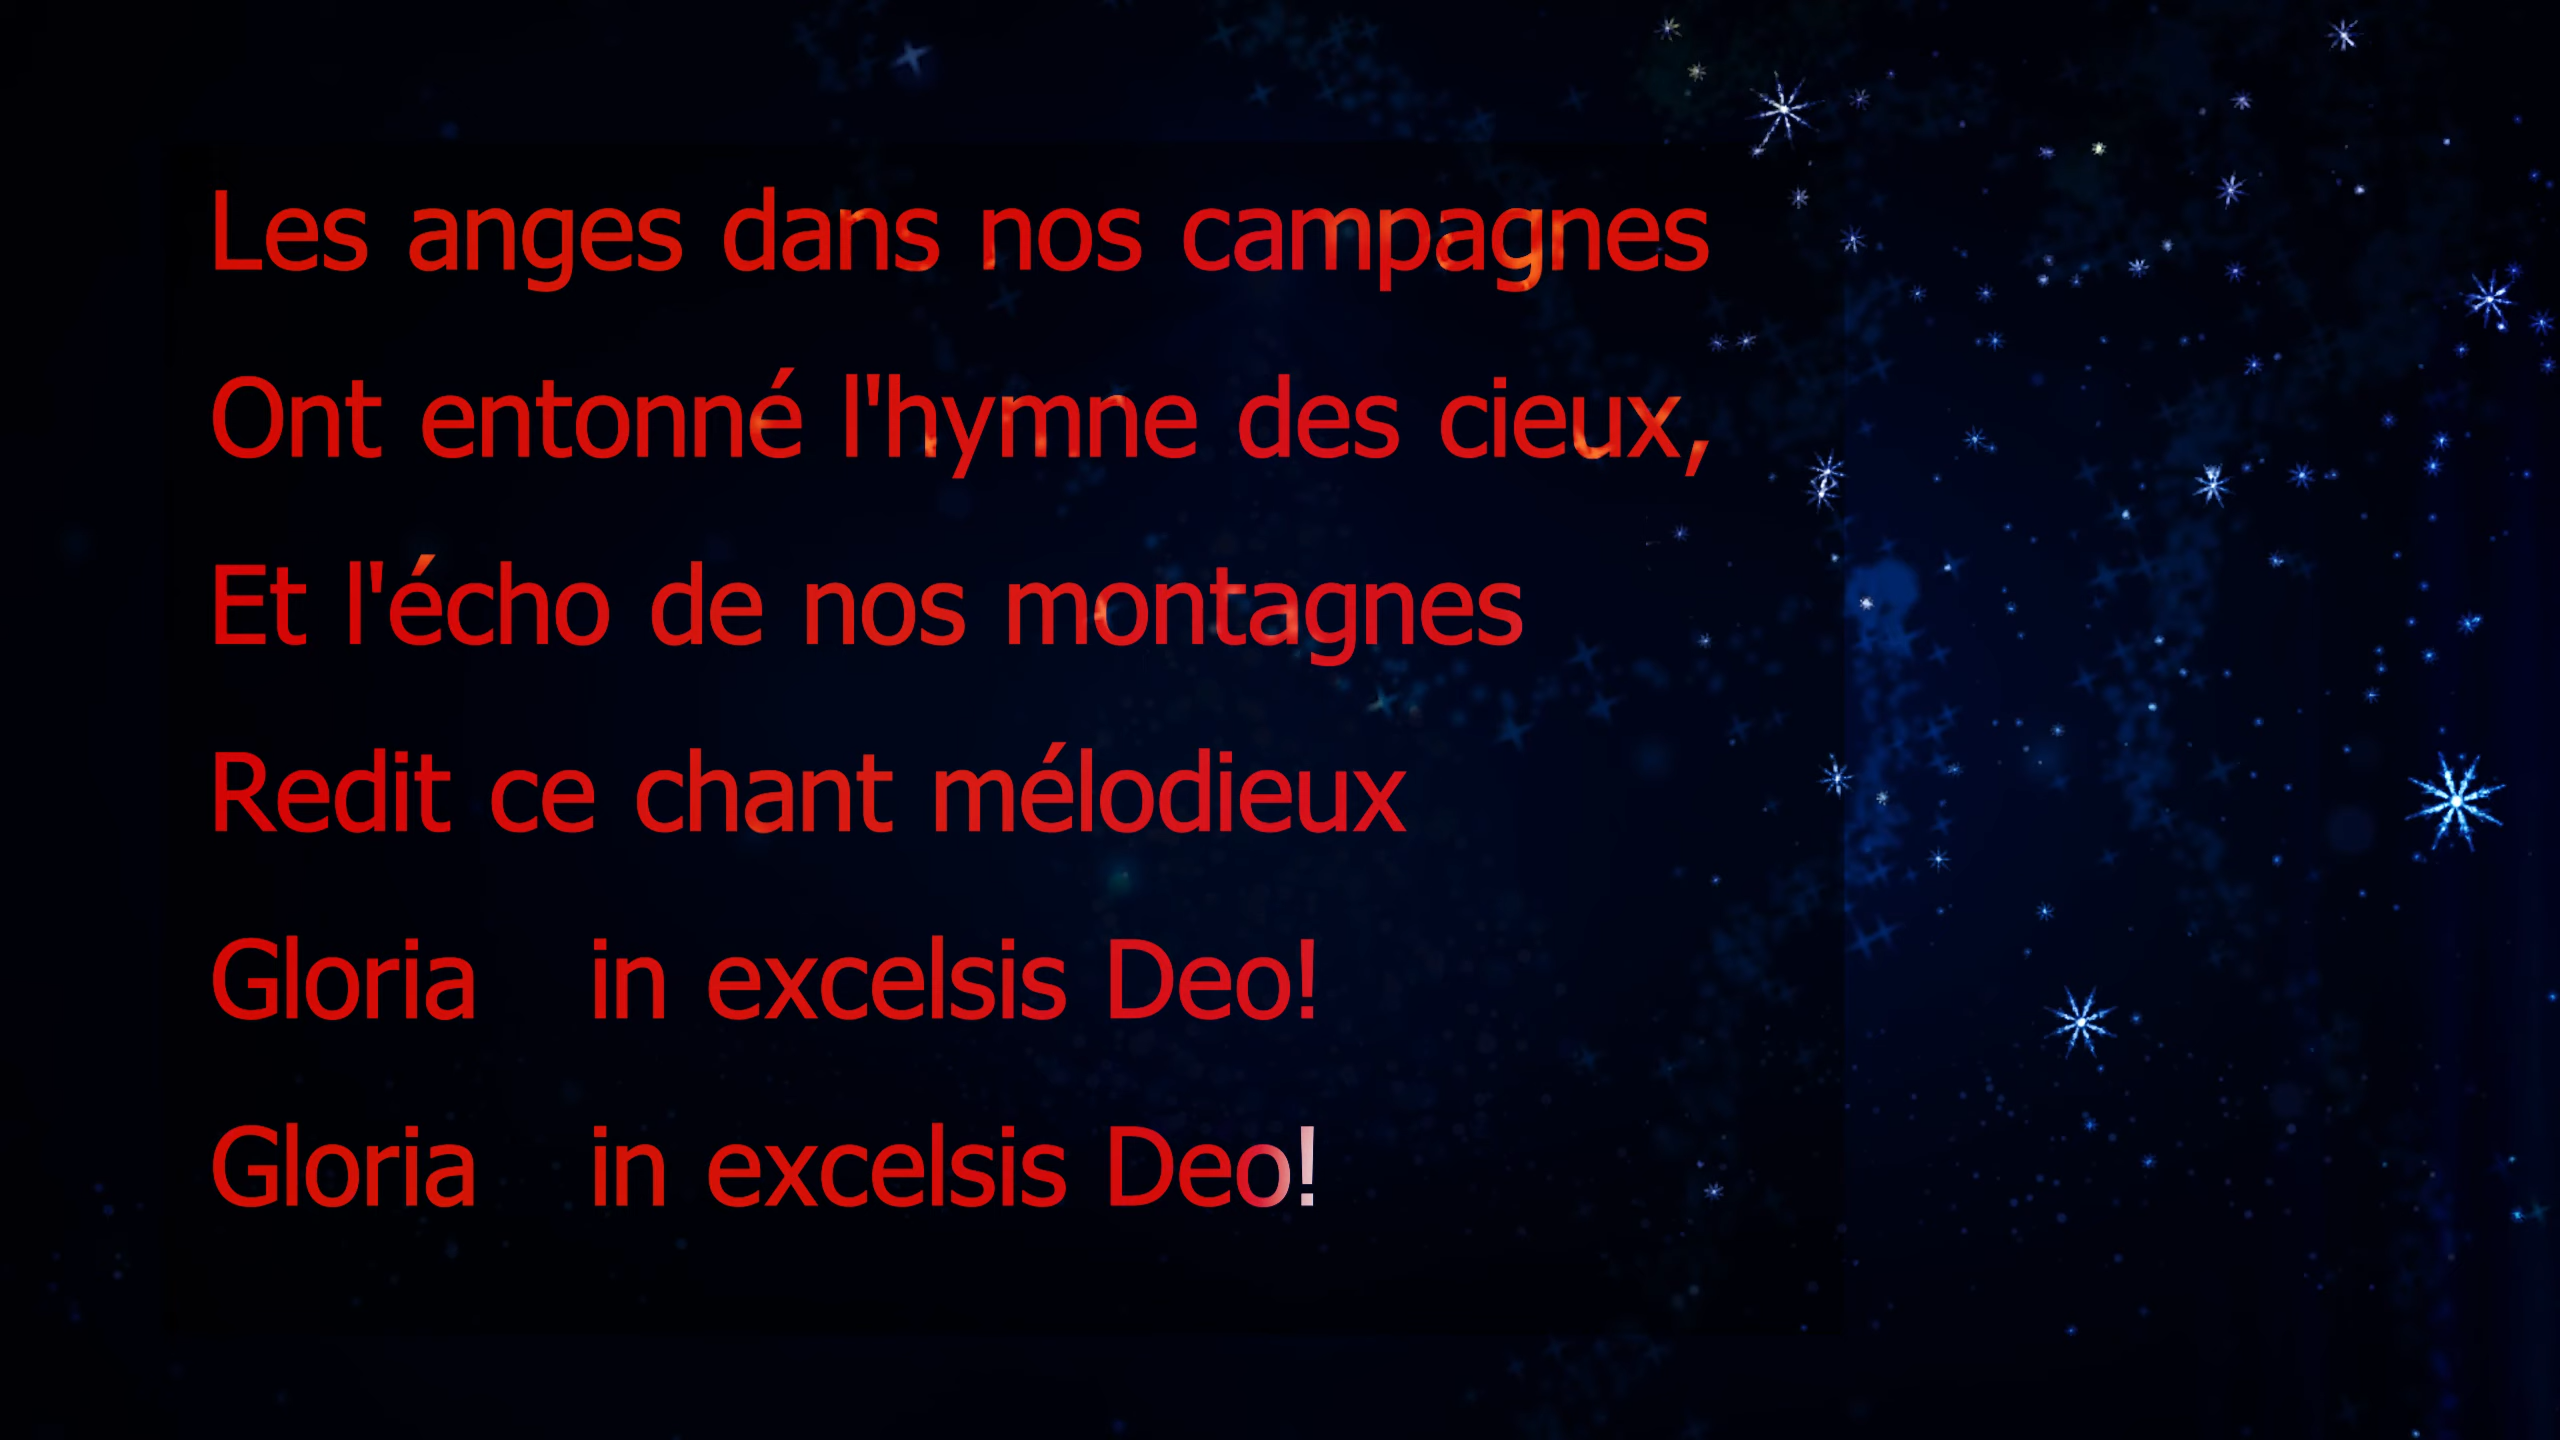 Les anges dans nos campagnes
Ont entonné l'hymne des cieux,
Et l'écho de nos montagnes
Redit ce chant mélodieux
Gloria   in excelsis Deo!
Gloria   in excelsis Deo!